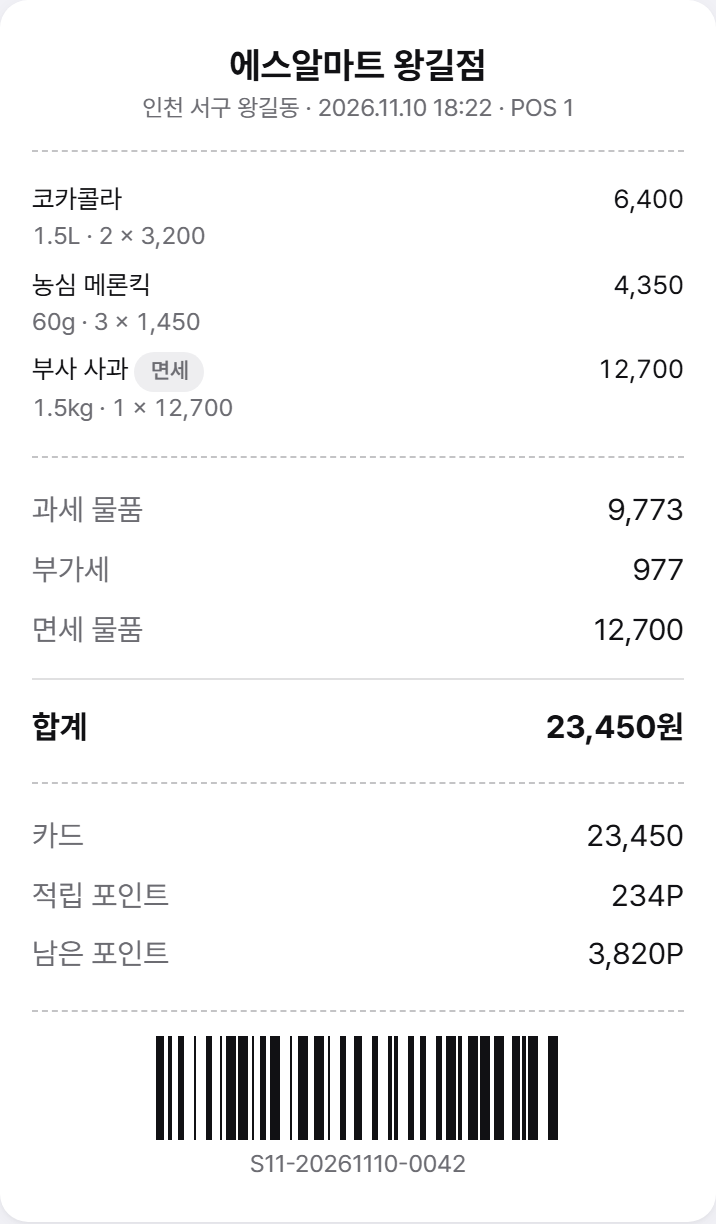 에스알마트 왕길점
인천 서구 왕길동 · 2026.11.10 18:22 · POS 1
코카콜라 6,400
1.5L · 2 × 3,200
농심 메론킥 4,350
60g · 3 × 1,450
부사 사과 면세 12,700
1.5kg · 1 × 12,700
과세 물품 9,773
부가세 977
면세 물품 12,700
합계 23,450원
카드 23,450
적립 포인트 234P
남은 포인트 3,820P
S11-20261110-0042